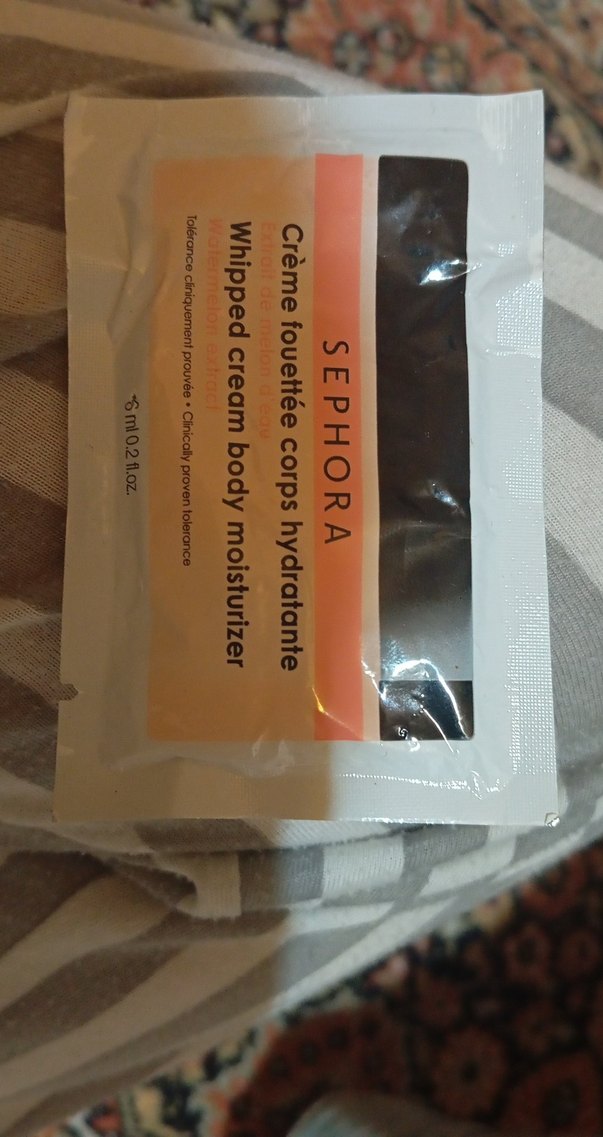 SEPHORA
Crème fouettée corps hydratante
Extrait de melon d'eau
Whipped cream body moisturizer
Watermelon extract
Tolérance cliniquement prouvée • Clinically proven tolerance
℮6 ml 0.2 fl.oz.